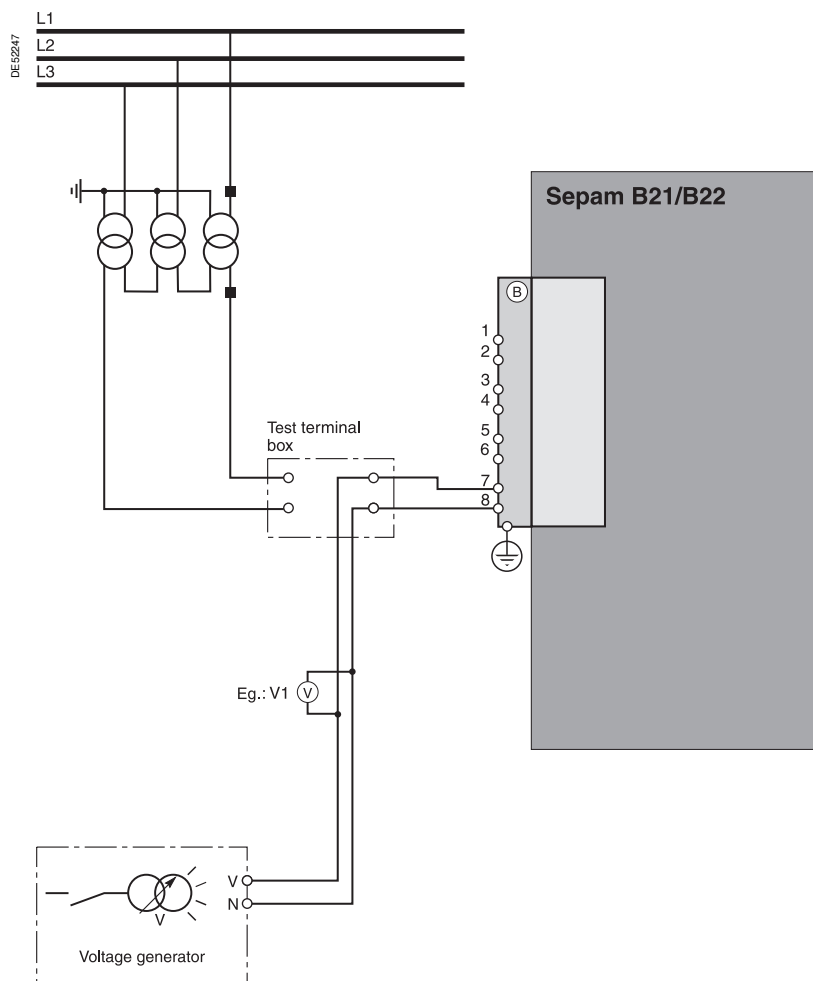 L1
DE52247
L2
L3
Sepam B21/B22
B
1
2
3
4
5
6
Test terminal
box
7
8
Eg.: V1 V
V
N
V
Voltage generator